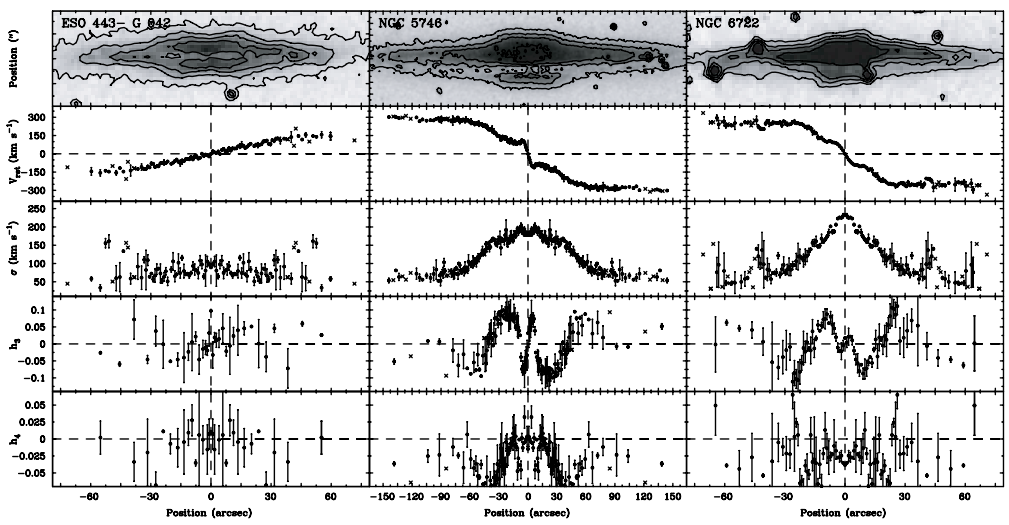 ESO 443- G 042
NGC 5746
NGC 6722
Position (")
300
150
0
−150
−300
V_rot (km s⁻¹)
250
200
150
100
50
σ (km s⁻¹)
0.1
0.05
0
−0.05
−0.1
h₃
0.05
0.025
0
−0.025
−0.05
h₄
−60 −30 0 30 60
−150 −120 −90 −60 −30 0 30 60 90 120 150
−60 −30 0 30 60
Position (arcsec)
Position (arcsec)
Position (arcsec)